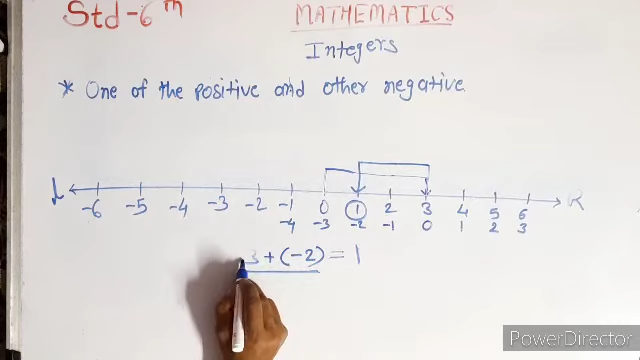 Std-6th
MATHEMATICS
Integers
* One of the positive and other negative.
L -6 -5 -4 -3 -2 -1 0 1 2 3 4 5 6 R
-4 -3 -2 -1 0 1 2 3
3 + (-2) = 1
PowerDirector